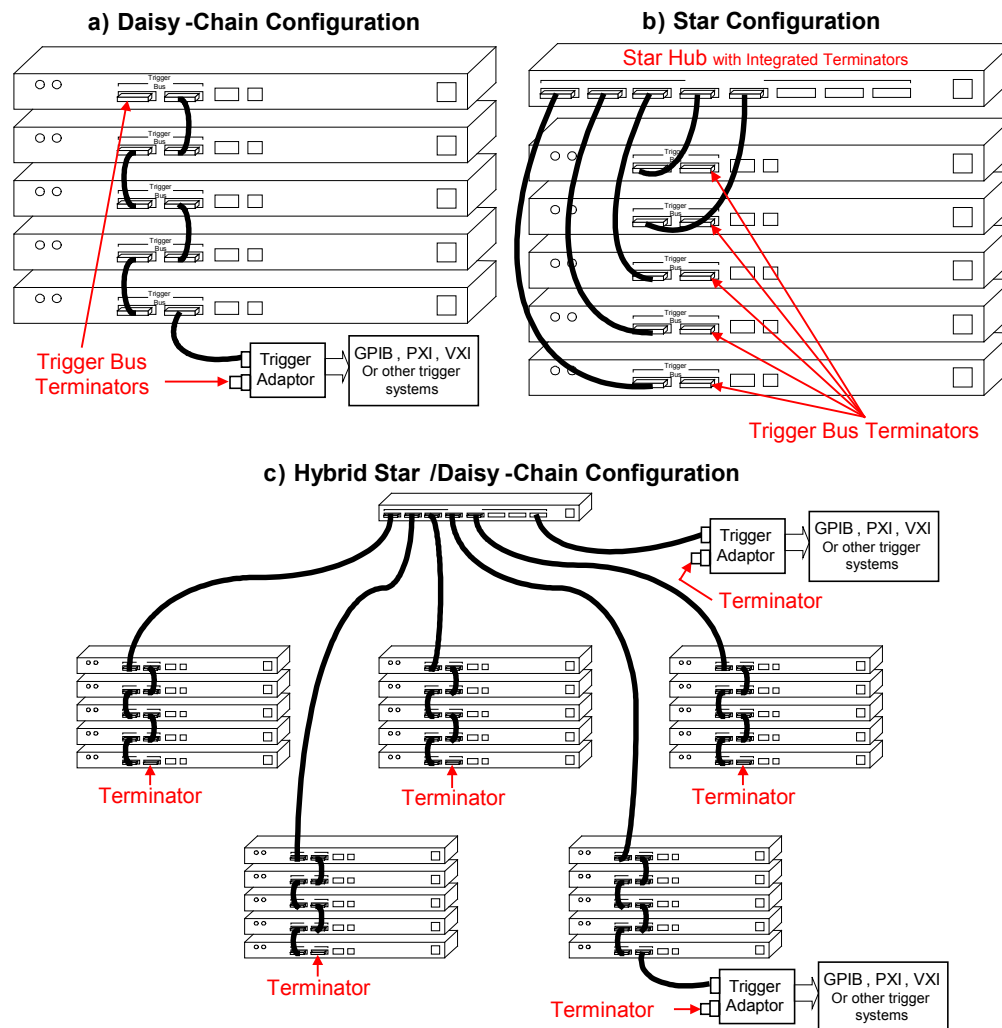 a) Daisy -Chain Configuration
Trigger
Bus
Trigger
Bus
Trigger
Bus
Trigger
Bus
Trigger
Bus
Trigger Bus
Terminators
Trigger
Adaptor
GPIB , PXI, VXI
Or other trigger
systems
b) Star Configuration
Star Hub with Integrated Terminators
Trigger
Bus
Trigger
Bus
Trigger
Bus
Trigger
Bus
Trigger
Bus
Trigger Bus Terminators
c) Hybrid Star /Daisy -Chain Configuration
Trigger
Adaptor
GPIB , PXI, VXI
Or other trigger
systems
Terminator
Terminator
Terminator
Terminator
Terminator
Terminator
Trigger
Adaptor
GPIB , PXI, VXI
Or other trigger
systems